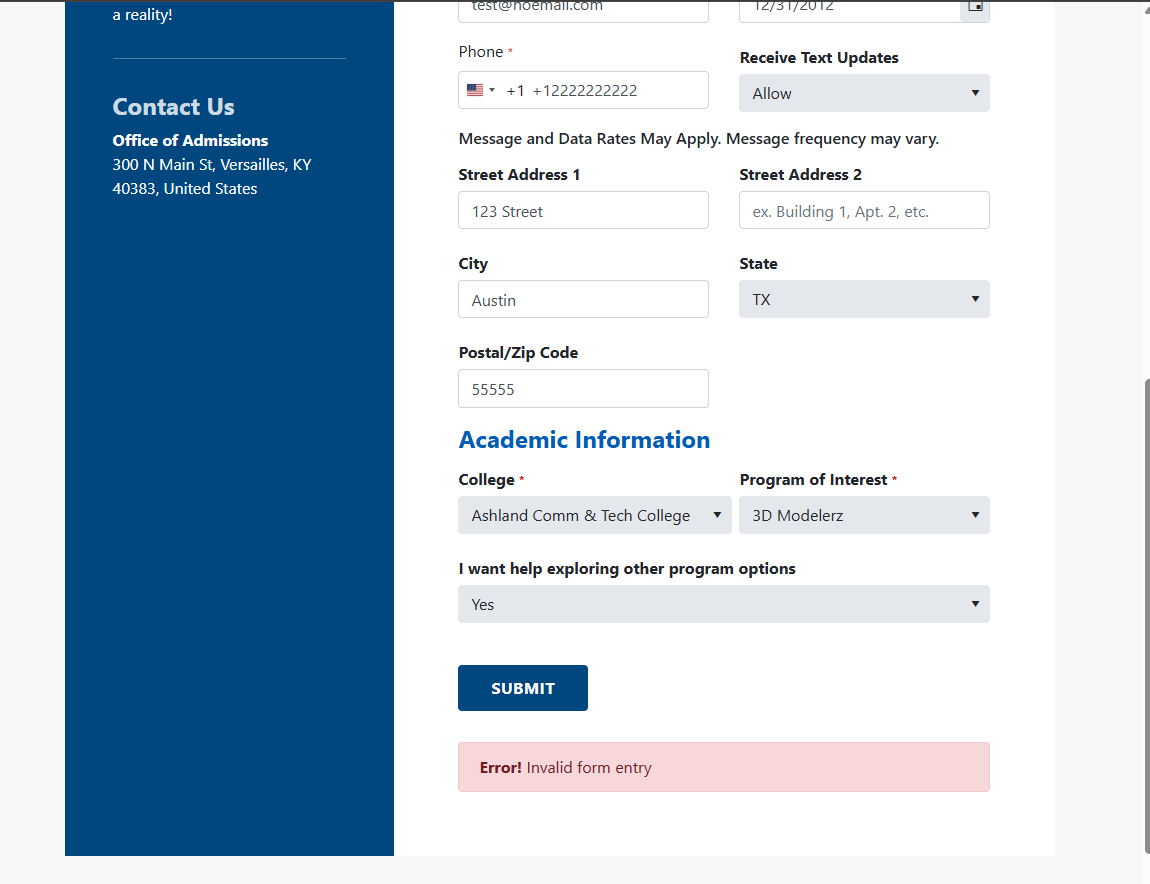 a reality!
Contact Us
Office of Admissions
300 N Main St, Versailles, KY
40383, United States
test@noemail.com
12/31/2012
Phone *
Receive Text Updates
+1 +12222222222
Allow
Message and Data Rates May Apply. Message frequency may vary.
Street Address 1
Street Address 2
123 Street
ex. Building 1, Apt. 2, etc.
City
State
Austin
TX
Postal/Zip Code
55555
Academic Information
College *
Program of Interest *
Ashland Comm & Tech College
3D Modelerz
I want help exploring other program options
Yes
SUBMIT
Error! Invalid form entry